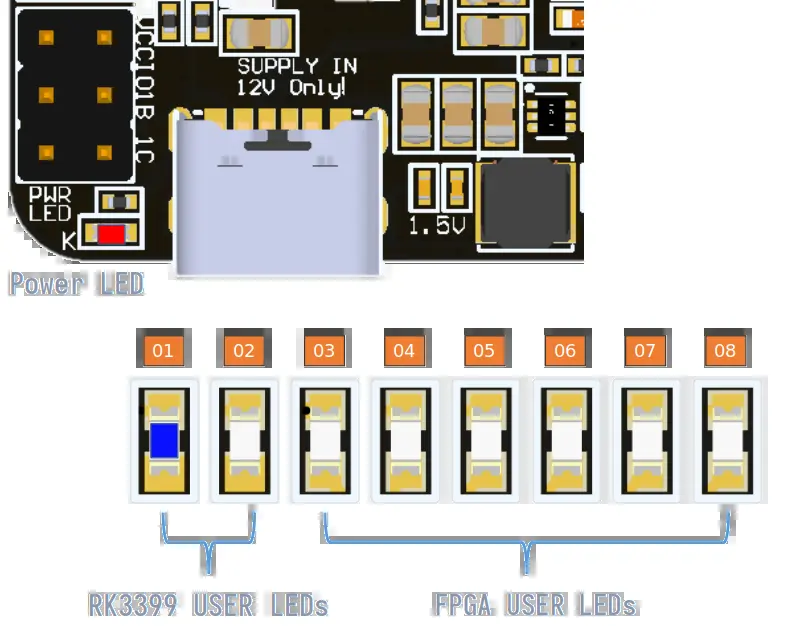 VCCIO1B 1C
SUPPLY IN
12V Only!
PWR
LED
K
1.5V
Power LED
01 02 03 04 05 06 07 08
RK3399 USER LEDs
FPGA USER LEDs